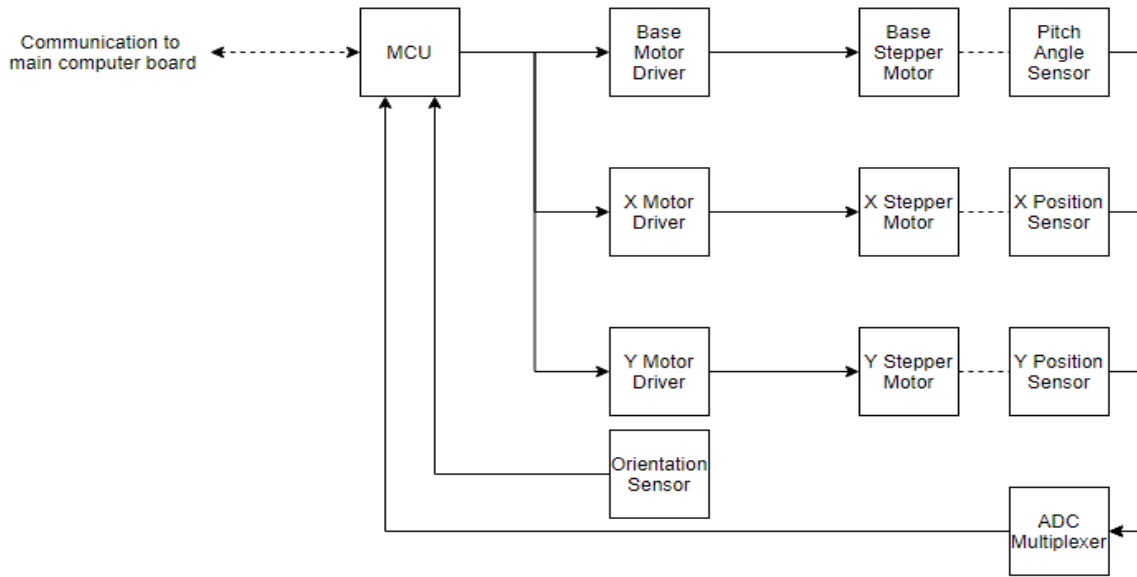 Communication to
main computer board
MCU
Base
Motor
Driver
Base
Stepper
Motor
Pitch
Angle
Sensor
X Motor
Driver
X Stepper
Motor
X Position
Sensor
Y Motor
Driver
Y Stepper
Motor
Y Position
Sensor
Orientation
Sensor
ADC
Multiplexer